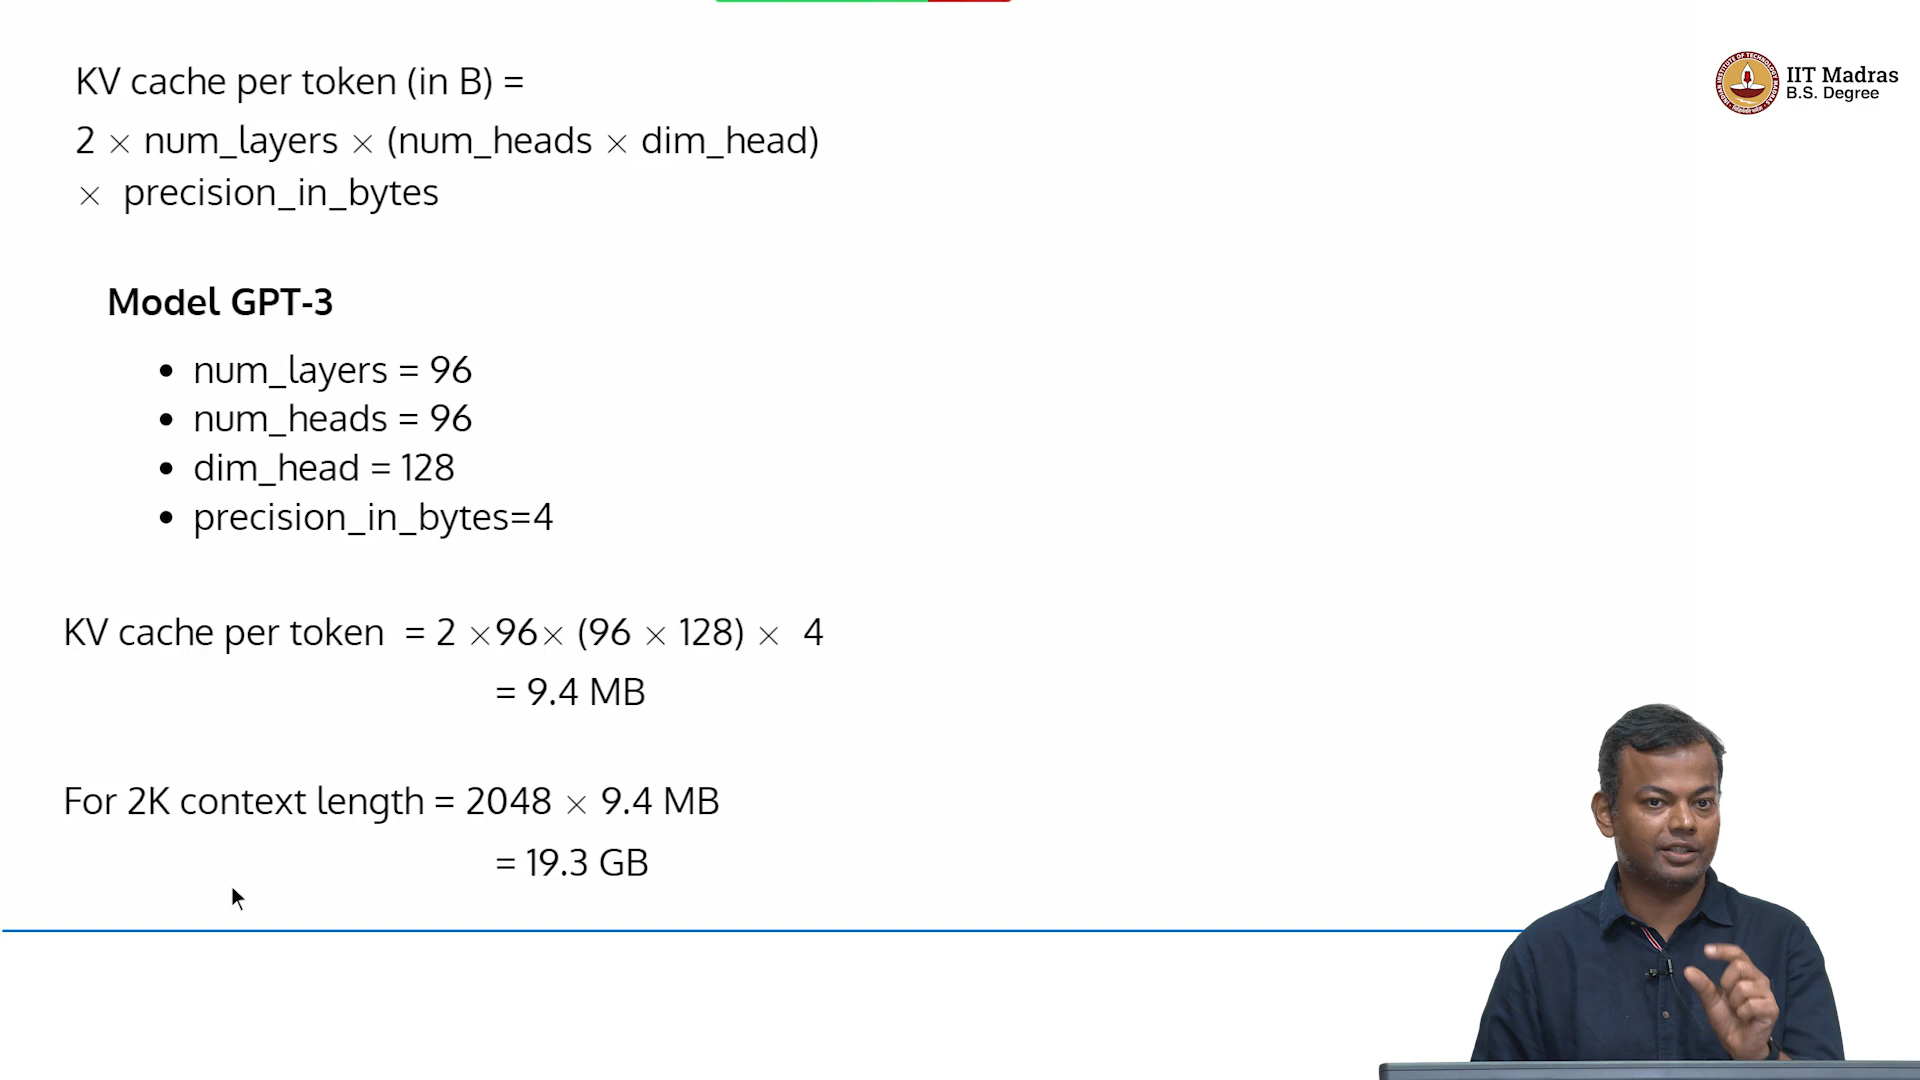 KV cache per token (in B) =
2 × num_layers × (num_heads × dim_head)
× precision_in_bytes
IIT Madras
B.S. Degree
Model GPT-3
• num_layers = 96
• num_heads = 96
• dim_head = 128
• precision_in_bytes=4
KV cache per token = 2 ×96× (96 × 128) × 4
= 9.4 MB
For 2K context length = 2048 × 9.4 MB
= 19.3 GB